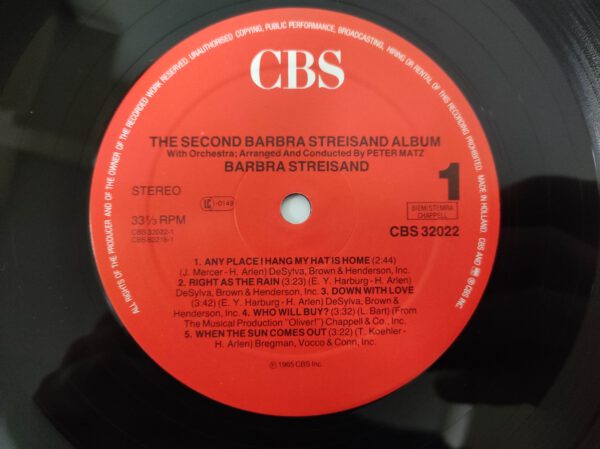 ALL RIGHTS OF THE PRODUCER AND OF THE OWNER OF THE RECORDED WORK RESERVED. UNAUTHORISED COPYING, PUBLIC PERFORMANCE, BROADCASTING, HIRING OR RENTAL OF THIS RECORDING PROHIBITED. MADE IN HOLLAND. CBS AND ® CBS INC
CBS
THE SECOND BARBRA STREISAND ALBUM
With Orchestra; Arranged And Conducted By PETER MATZ
BARBRA STREISAND
STEREO
LC 0149
1
33⅓ RPM
CBS 32022-1
BIEM/STEMRA
CHAPPELL
CBS 32022
1. ANY PLACE I HANG MY HAT IS HOME (2:44)
(J. Mercer - H. Arlen) DeSylva, Brown & Henderson, Inc.
2. RIGHT AS THE RAIN (3:23) (E. Y. Harburg - H. Arlen)
DeSylva, Brown & Henderson, Inc. 3. DOWN WITH LOVE
(3:42) (E. Y. Harburg - H. Arlen) DeSylva, Brown &
Henderson, Inc. 4. WHO WILL BUY? (3:32) (L. Bart) (From
The Musical Production "Oliver!") Chappell & Co., Inc.
5. WHEN THE SUN COMES OUT (3:22) (T. Koehler -
H. Arlen) Bregman, Vocco & Conn, Inc.
℗ 1965 CBS Inc.